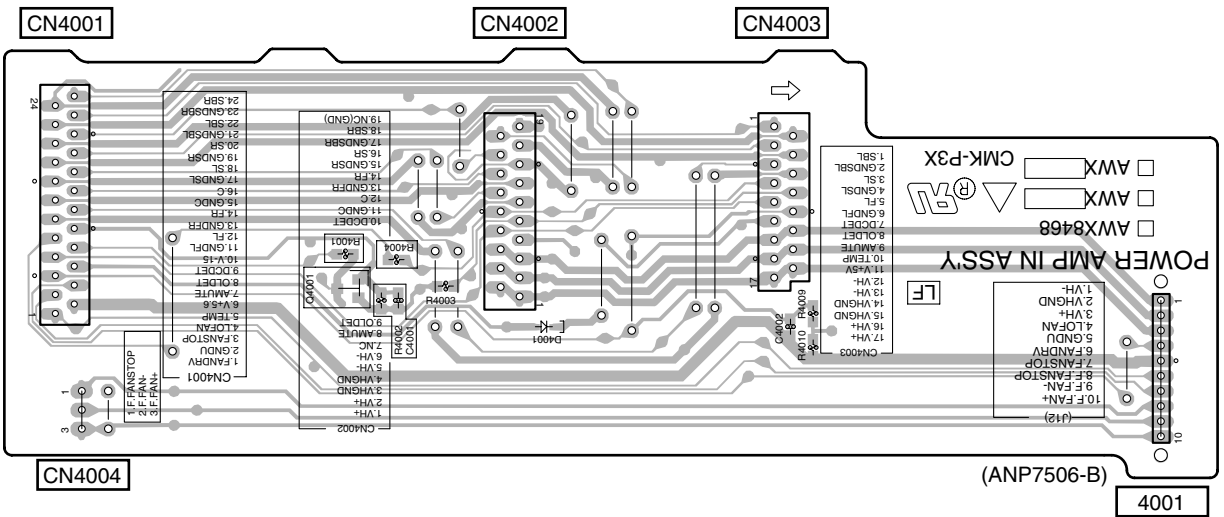 CN4001
CN4002
CN4003
24
1
24.SBR
23.GNDSBR
22.SBL
21.GNDSBL
20.SR
19.GNDSR
18.SL
17.GNDSL
16.C
15.GNDC
14.FR
13.GNDFR
12.FL
11.GNDFL
10.V-15
9.DCDET
8.OLDET
7.AMUTE
6.V+5.6
5.TEMP
4.LOFAN
3.FANSTOP
2.GNDU
1.FANDRV
CN4001
19.NC(GND)
18.SBR
17.GNDSBR
16.SR
15.GNDSR
14.FR
13.GNDFR
12.C
11.GNDC
10.DCDET
R4001
R4004
Q4001
R4003
R4002
C4001
9.OLDET
8.AMUTE
7.NC
6.VH-
5.VH-
4.VHGND
3.VHGND
2.VH+
1.VH+
CN4002
19
1
D4001
1
17
1.SBL
2.GNDSBL
3.SL
4.GNDSL
5.FL
6.GNDFL
7.DCDET
8.OLDET
9.AMUTE
10.TEMP
11.V+5V
12.VH-
13.VH-
14.VHGND
15.VHGND
16.VH+
17.VH+
CN4003
R4009
C4002
R4010
CMK-P3X
AWX
AWX
AWX8468
POWER AMP IN ASS'Y
LF
1.VH-
2.VHGND
3.VH+
4.LOFAN
5.GNDU
6.FANDRV
7.FANSTOP
8.F.FANSTOP
9.F.FAN-
10.F.FAN+
(J12)
1
10
1
3
1.F.FANSTOP
2.F.FAN-
3.F.FAN+
CN4004
(ANP7506-B)
4001